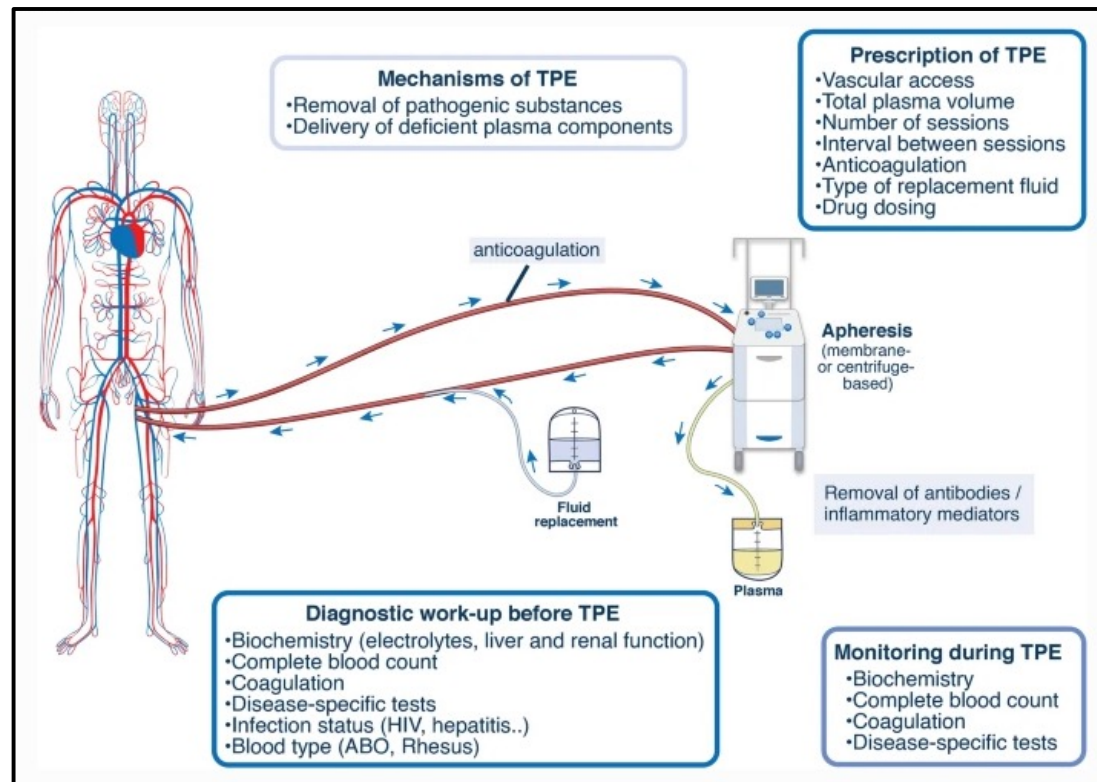 Mechanisms of TPE
•Removal of pathogenic substances
•Delivery of deficient plasma components
Prescription of TPE
•Vascular access
•Total plasma volume
•Number of sessions
•Interval between sessions
•Anticoagulation
•Type of replacement fluid
•Drug dosing
anticoagulation
Apheresis
(membrane-
or centrifuge-
based)
Fluid
replacement
Removal of antibodies /
inflammatory mediators
Plasma
Diagnostic work-up before TPE
•Biochemistry (electrolytes, liver and renal function)
•Complete blood count
•Coagulation
•Disease-specific tests
•Infection status (HIV, hepatitis..)
•Blood type (ABO, Rhesus)
Monitoring during TPE
•Biochemistry
•Complete blood count
•Coagulation
•Disease-specific tests